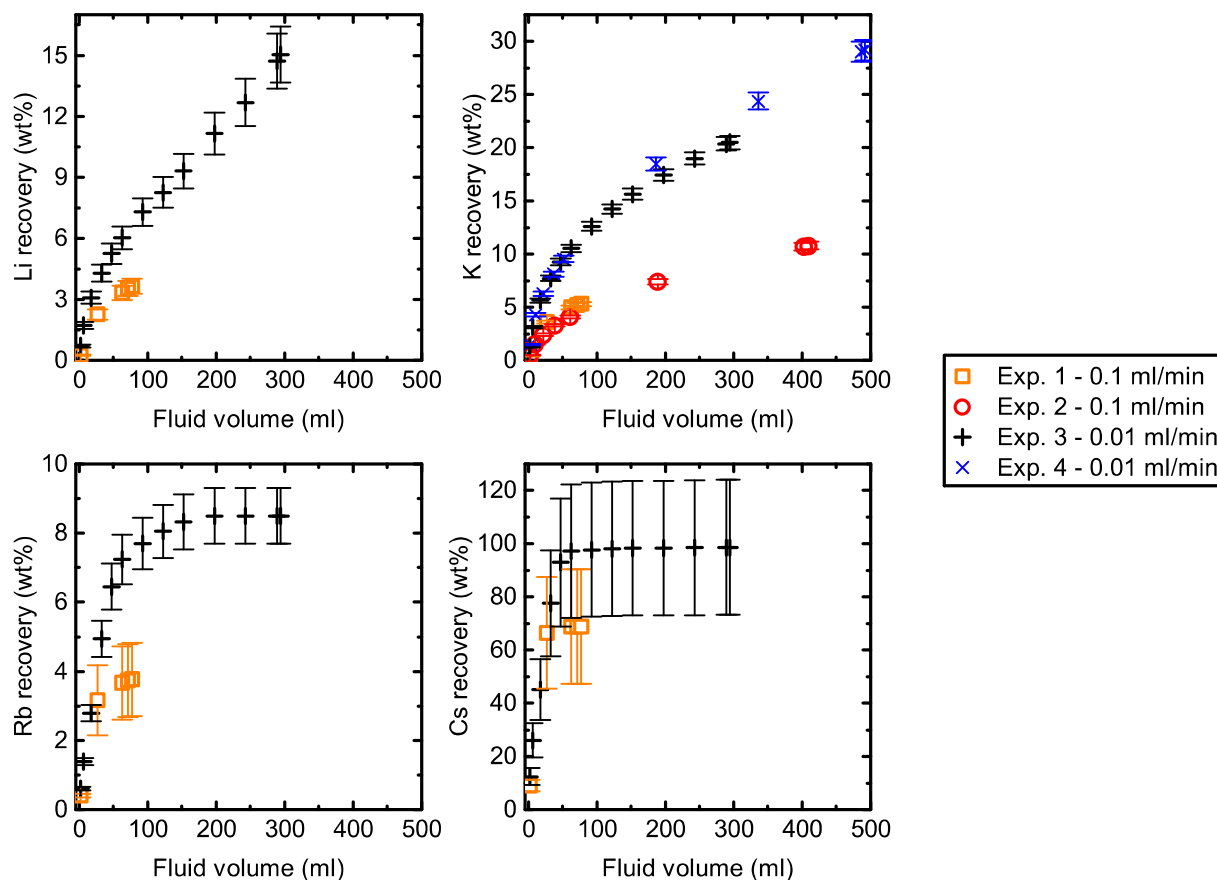 15
12
9
6
3
0
Li recovery (wt%)
0 100 200 300 400 500
Fluid volume (ml)
30
25
20
15
10
5
0
K recovery (wt%)
0 100 200 300 400 500
Fluid volume (ml)
Exp. 1 - 0.1 ml/min
Exp. 2 - 0.1 ml/min
Exp. 3 - 0.01 ml/min
Exp. 4 - 0.01 ml/min
10
8
6
4
2
0
Rb recovery (wt%)
0 100 200 300 400 500
Fluid volume (ml)
120
100
80
60
40
20
0
Cs recovery (wt%)
0 100 200 300 400 500
Fluid volume (ml)